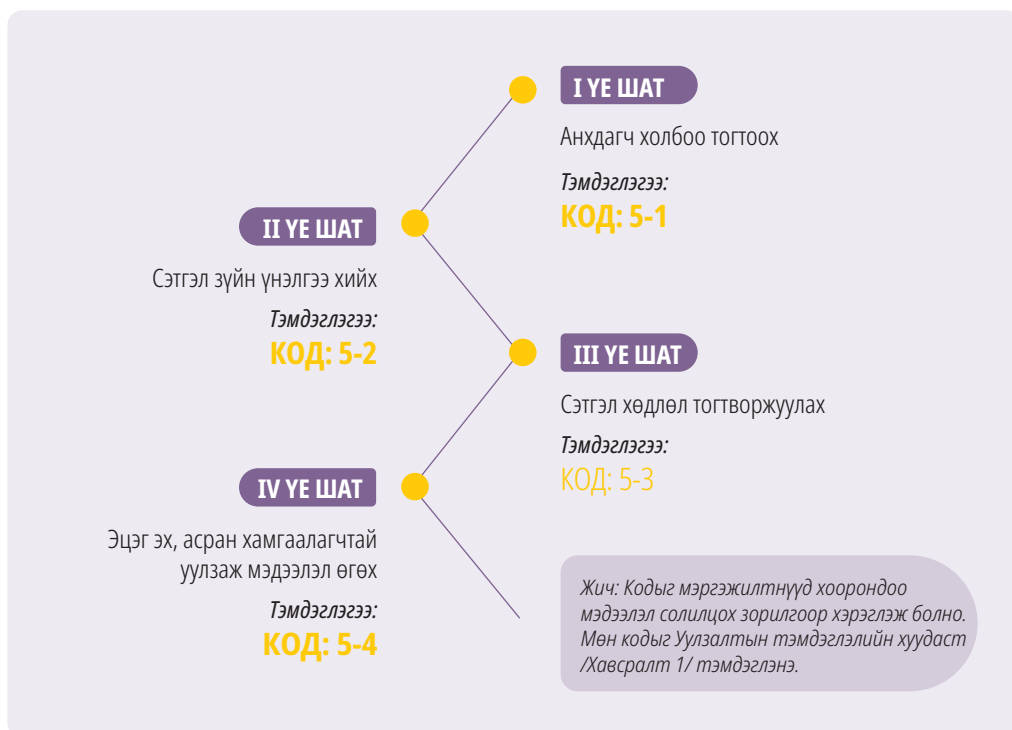 I ҮЕ ШАТ
Анхдагч холбоо тогтоох
Тэмдэглэгээ:
КОД: 5-1
II ҮЕ ШАТ
Сэтгэл зүйн үнэлгээ хийх
Тэмдэглэгээ:
КОД: 5-2
III ҮЕ ШАТ
Сэтгэл хөдлөл тогтворжуулах
Тэмдэглэгээ:
КОД: 5-3
IV ҮЕ ШАТ
Эцэг эх, асран хамгаалагчтай
уулзаж мэдээлэл өгөх
Тэмдэглэгээ:
КОД: 5-4
Жич: Кодыг мэргэжилтнүүд хоорондоо
мэдээлэл солилцох зорилгоор хэрэглэж болно.
Мөн кодыг Уулзалтын тэмдэглэлийн хуудаст
/Хавсралт 1/ тэмдэглэнэ.